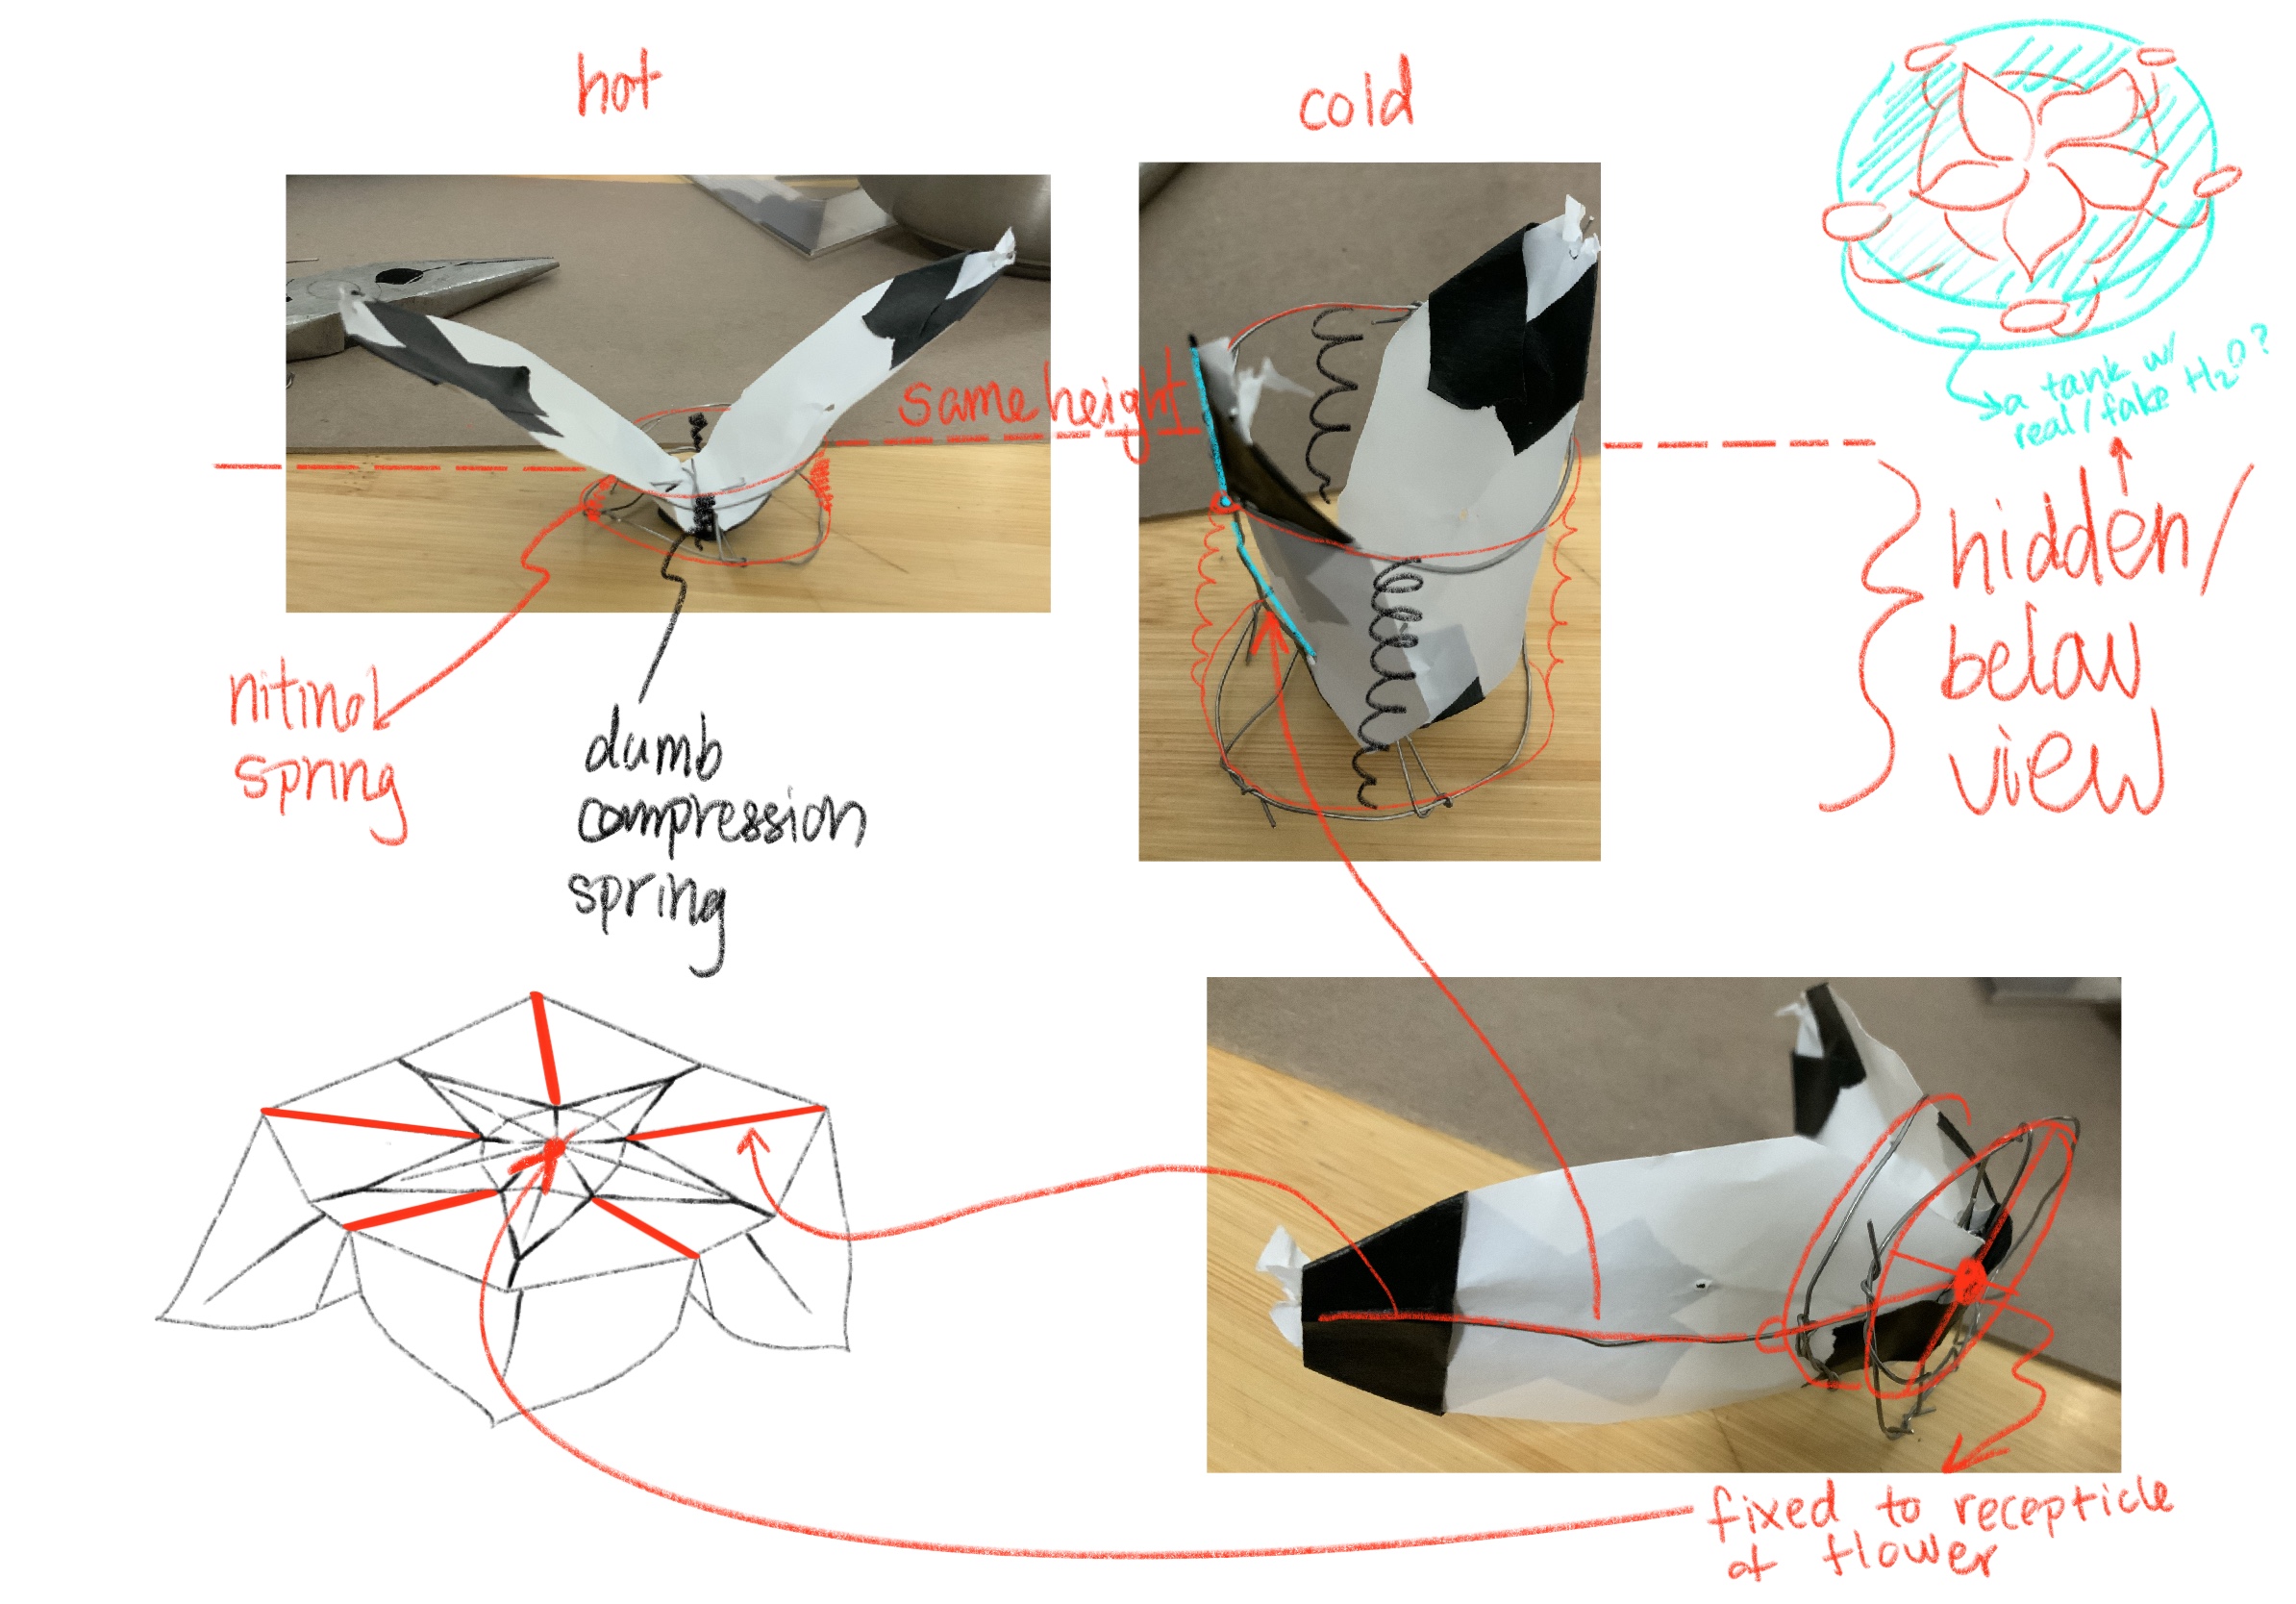 hot
cold
same height
a tank w/
real/fake H₂O?
hidden/
below
view
nitinol
spring
dumb
compression
spring
fixed to recepticle
of flower